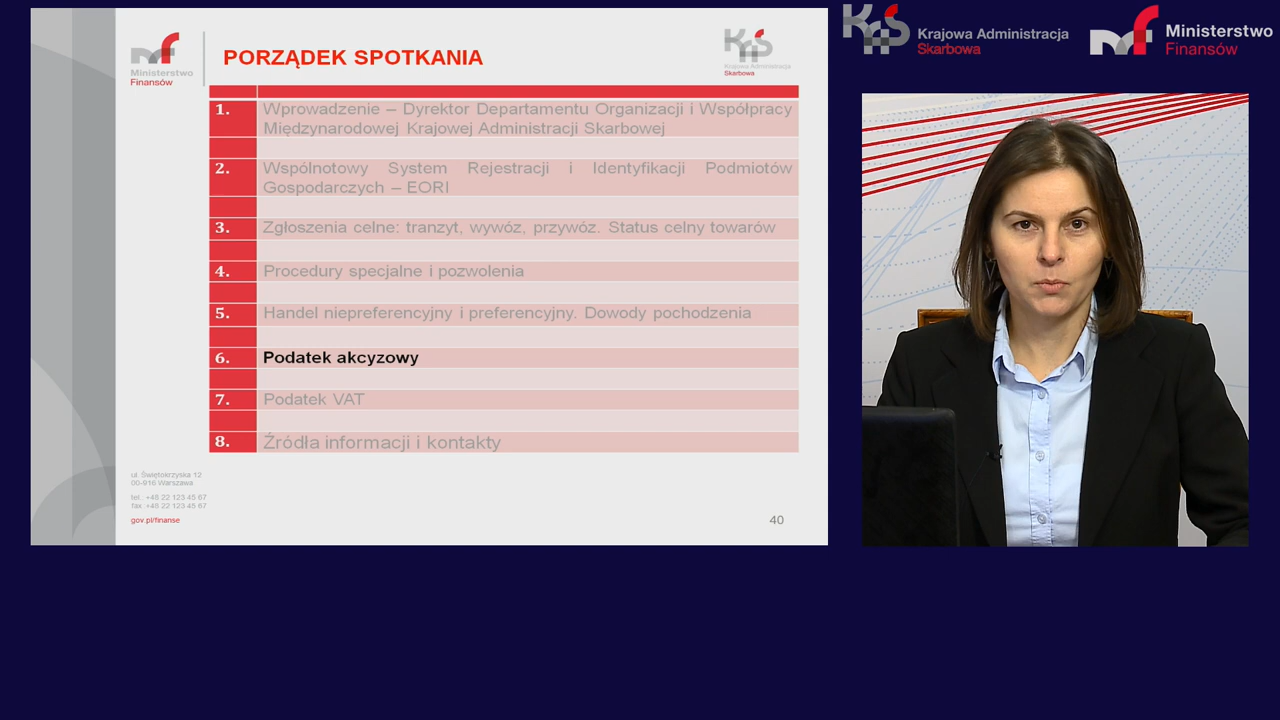 Ministerstwo
Finansów
PORZĄDEK SPOTKANIA
Krajowa Administracja
Skarbowa
1. Wprowadzenie – Dyrektor Departamentu Organizacji i Współpracy
Międzynarodowej Krajowej Administracji Skarbowej
2. Wspólnotowy System Rejestracji i Identyfikacji Podmiotów
Gospodarczych – EORI
3. Zgłoszenia celne: tranzyt, wywóz, przywóz. Status celny towarów
4. Procedury specjalne i pozwolenia
5. Handel niepreferencyjny i preferencyjny. Dowody pochodzenia
6. Podatek akcyzowy
7. Podatek VAT
8. Źródła informacji i kontakty
ul. Świętokrzyska 12
00-916 Warszawa
tel.: +48 22 123 45 67
fax :+48 22 123 45 67
gov.pl/finanse
40
Krajowa Administracja
Skarbowa
Ministerstwo
Finansów